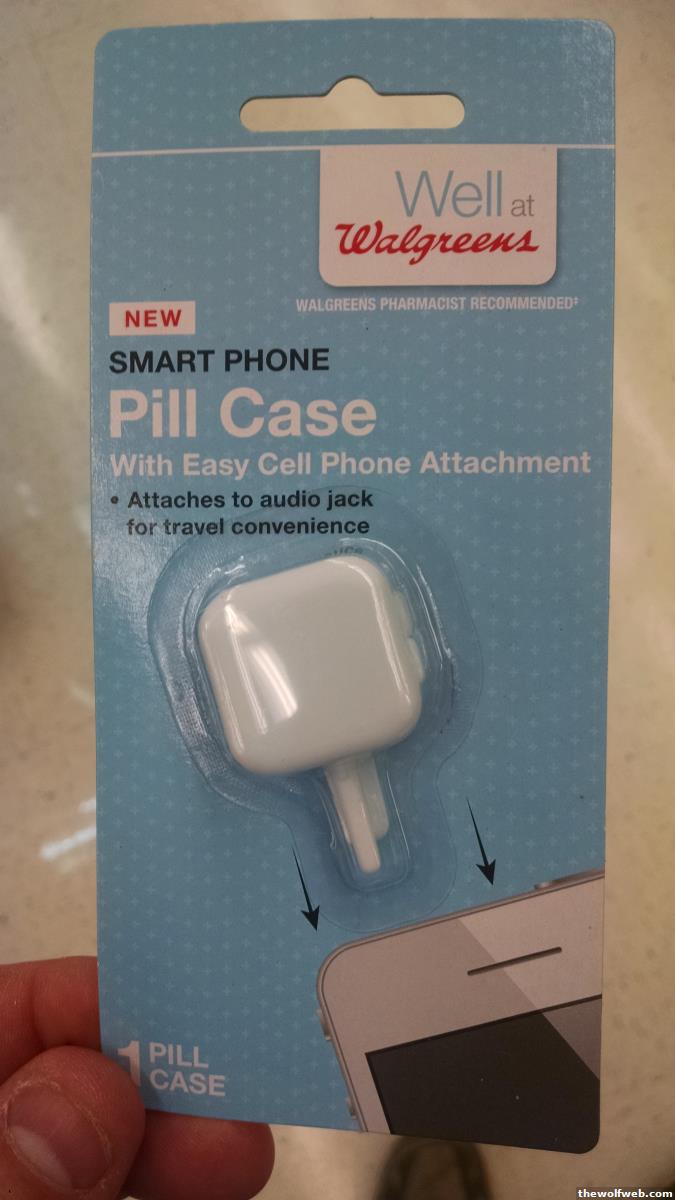 Well at
Walgreens
WALGREENS PHARMACIST RECOMMENDED‡
NEW
SMART PHONE
Pill Case
With Easy Cell Phone Attachment
• Attaches to audio jack
for travel convenience
1 PILL
CASE
thewolfweb.com